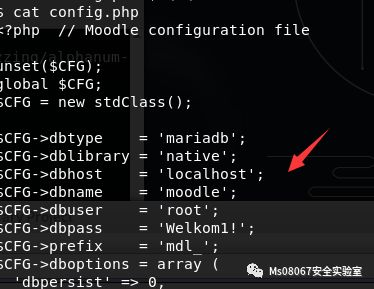 $ cat config.php
<?php // Moodle configuration file
unset($CFG);
global $CFG;
$CFG = new stdClass();
$CFG->dbtype = 'mariadb';
$CFG->dblibrary = 'native';
$CFG->dbhost = 'localhost';
$CFG->dbname = 'moodle';
$CFG->dbuser = 'root';
$CFG->dbpass = 'Welkom1!';
$CFG->prefix = 'mdl_';
$CFG->dboptions = array (
'dbpersist' => 0,
Ms08067安全实验室